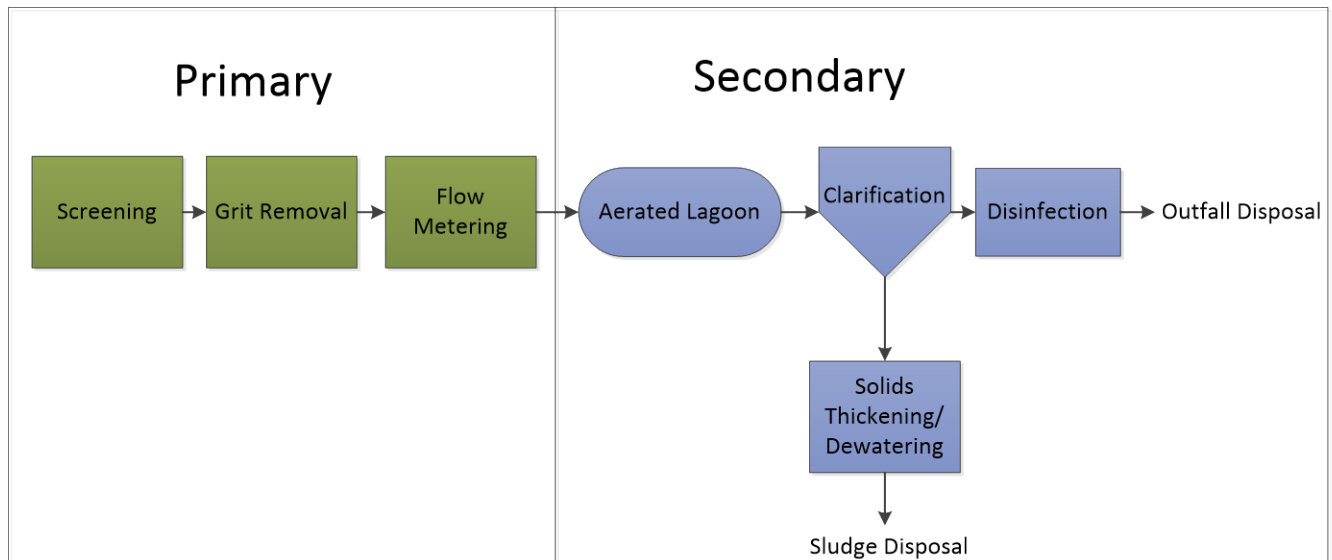 Primary
Secondary
Screening
Grit Removal
Flow
Metering
Aerated Lagoon
Clarification
Disinfection
Outfall Disposal
Solids
Thickening/
Dewatering
Sludge Disposal